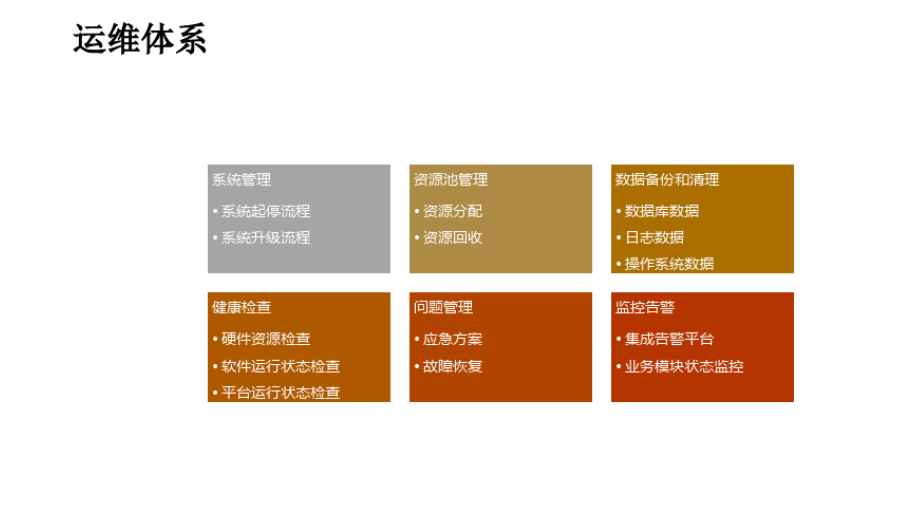 运维体系
系统管理
• 系统起停流程
• 系统升级流程
资源池管理
• 资源分配
• 资源回收
数据备份和清理
• 数据库数据
• 日志数据
• 操作系统数据
健康检查
• 硬件资源检查
• 软件运行状态检查
• 平台运行状态检查
问题管理
• 应急方案
• 故障恢复
监控告警
• 集成告警平台
• 业务模块状态监控